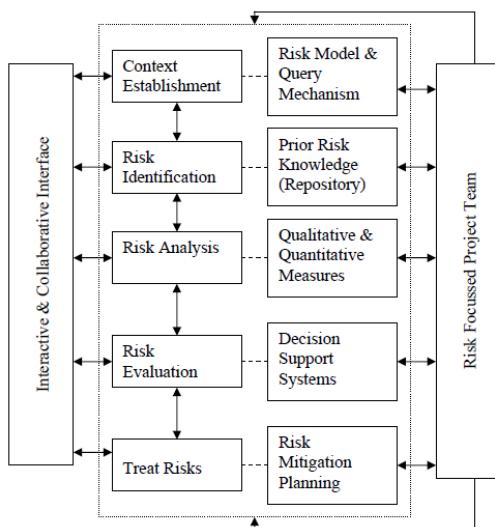 Interactive & Collaborative Interface
Context
Establishment
Risk Model &
Query
Mechanism
Risk
Identification
Prior Risk
Knowledge
(Repository)
Risk Analysis
Qualitative &
Quantitative
Measures
Risk
Evaluation
Decision
Support
Systems
Treat Risks
Risk
Mitigation
Planning
Risk Focussed Project Team